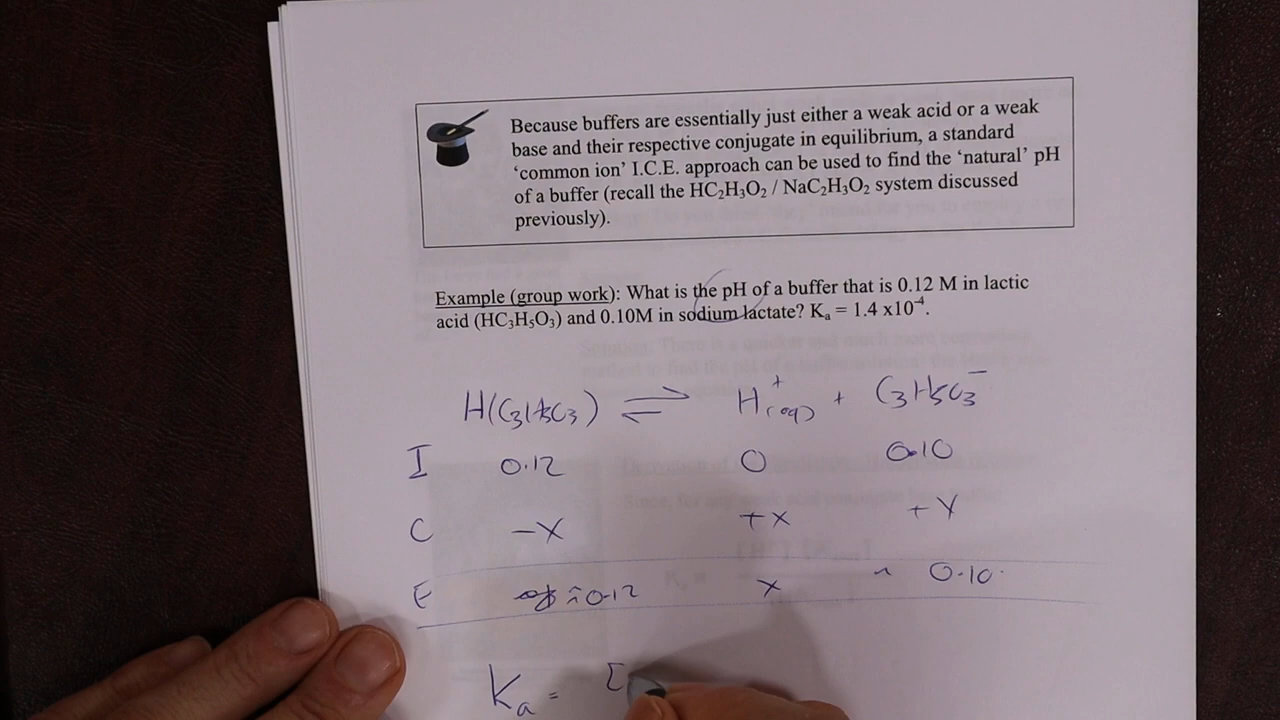 Because buffers are essentially just either a weak acid or a weak
base and their respective conjugate in equilibrium, a standard
‘common ion’ I.C.E. approach can be used to find the ‘natural’ pH
of a buffer (recall the HC₂H₃O₂ / NaC₂H₃O₂ system discussed
previously).
Example (group work): What is the pH of a buffer that is 0.12 M in lactic
acid (HC₃H₅O₃) and 0.10M in sodium lactate? Kₐ = 1.4 x10⁻⁴.
H(C₃H₅O₃) ⇌ H⁺(aq) + C₃H₅O₃⁻
I 0.12 0 0.10
C -x +x +x
E ≈0.12 x ~ 0.10
Kₐ = [